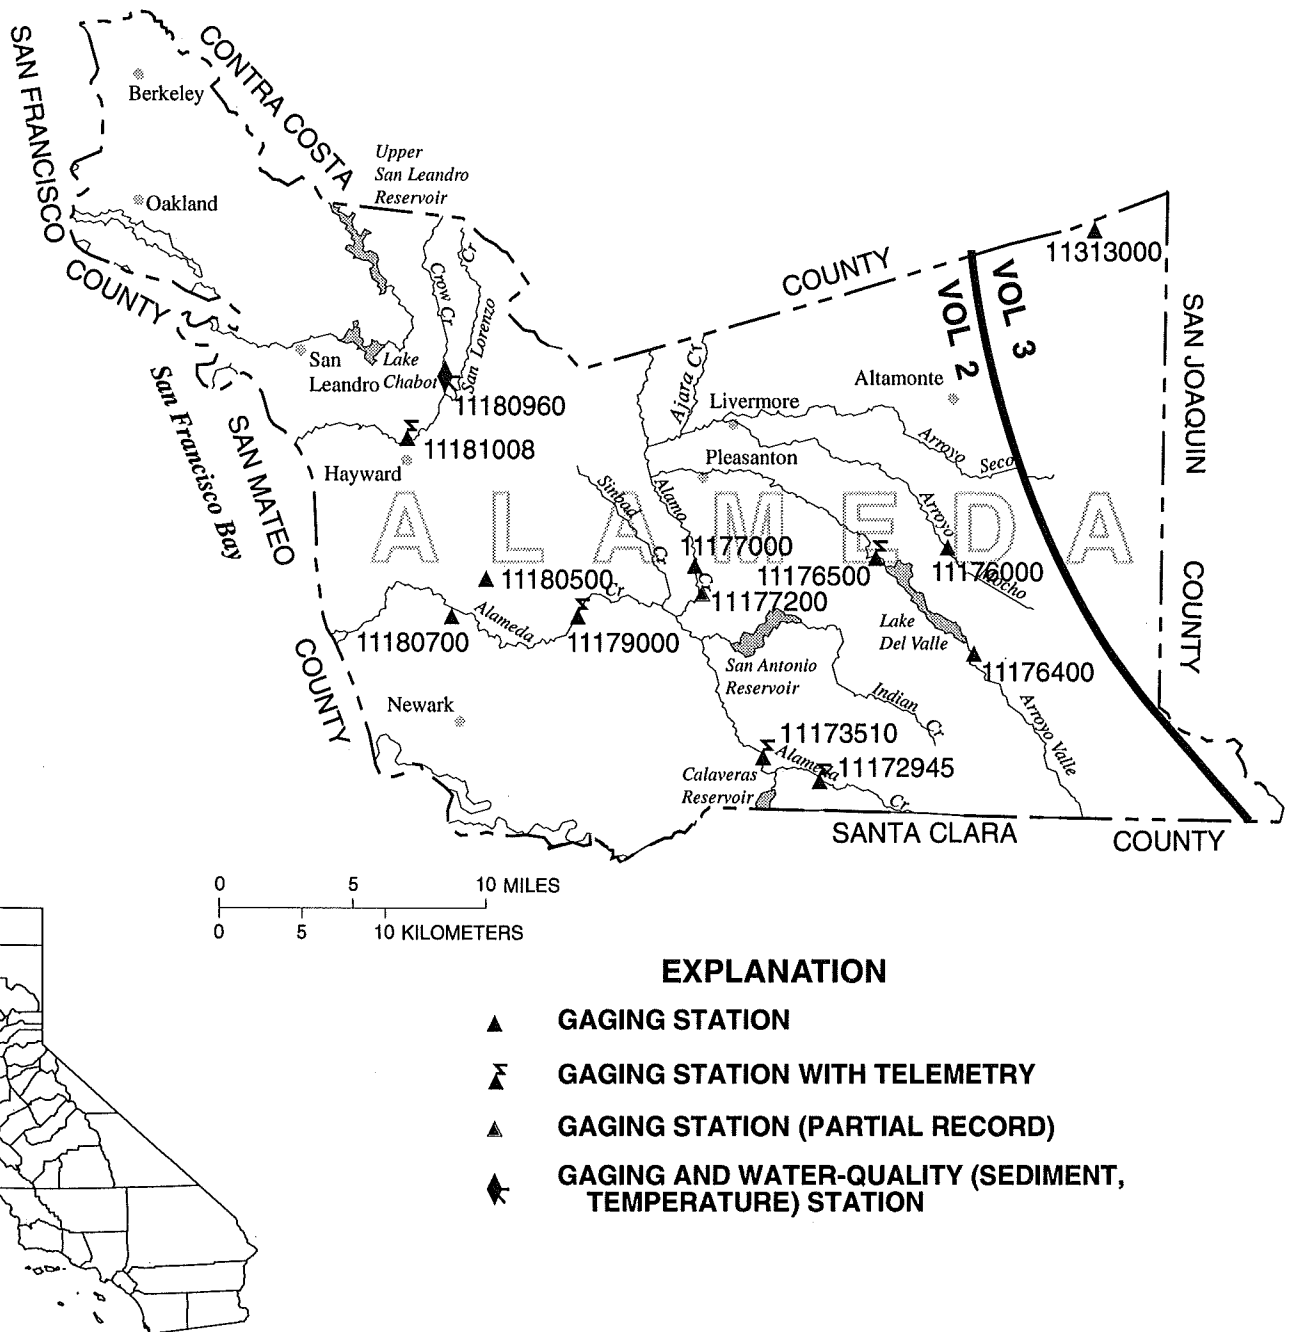 SAN FRANCISCO
COUNTY
CONTRA COSTA
COUNTY
Berkeley
Oakland
Upper
San Leandro
Reservoir
Crow Cr
San Lorenzo
Cr
San
Leandro
Lake
Chabot
11180960
11181008
Hayward
San Francisco Bay
SAN MATEO
COUNTY
ALAMEDA
11313000
VOL 2
VOL 3
SAN JOAQUIN
COUNTY
Altamonte
Livermore
Ajara Cr
Arroyo
Seco
Pleasanton
Alamo
Cr
Sinbad
Cr
Arroyo
Mocho
11177000
11176500
11176000
11180500
11177200
Alameda
Cr
11180700
11179000
Lake
Del Valle
San Antonio
Reservoir
11176400
Indian
Cr
Arroyo Valle
Newark
11173510
Alameda
Cr
11172945
Calaveras
Reservoir
SANTA CLARA
COUNTY
0 5 10 MILES
0 5 10 KILOMETERS
EXPLANATION
GAGING STATION
GAGING STATION WITH TELEMETRY
GAGING STATION (PARTIAL RECORD)
GAGING AND WATER-QUALITY (SEDIMENT,
TEMPERATURE) STATION